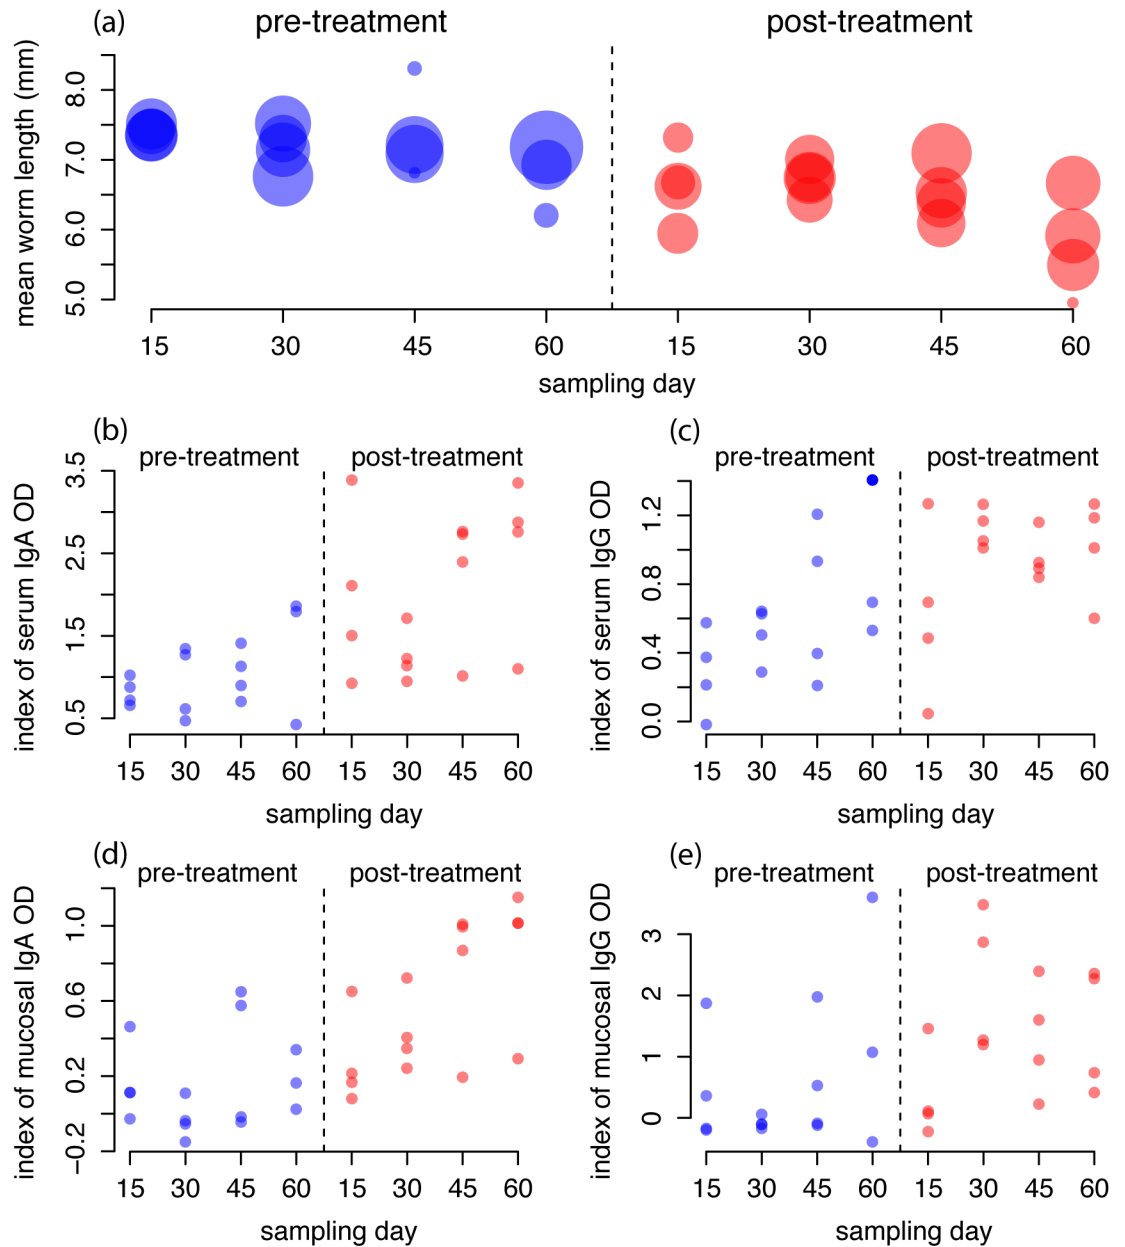 (a)
pre-treatment
post-treatment
mean worm length (mm)
8.0
7.0
6.0
5.0
15 30 45 60 15 30 45 60
sampling day
(b)
pre-treatment
post-treatment
index of serum IgA OD
3.5
2.5
1.5
0.5
15 30 45 60 15 30 45 60
sampling day
(c)
pre-treatment
post-treatment
index of serum IgG OD
1.2
0.8
0.4
0.0
15 30 45 60 15 30 45 60
sampling day
(d)
pre-treatment
post-treatment
index of mucosal IgA OD
1.0
0.6
0.2
−0.2
15 30 45 60 15 30 45 60
sampling day
(e)
pre-treatment
post-treatment
index of mucosal IgG OD
3
2
1
0
15 30 45 60 15 30 45 60
sampling day